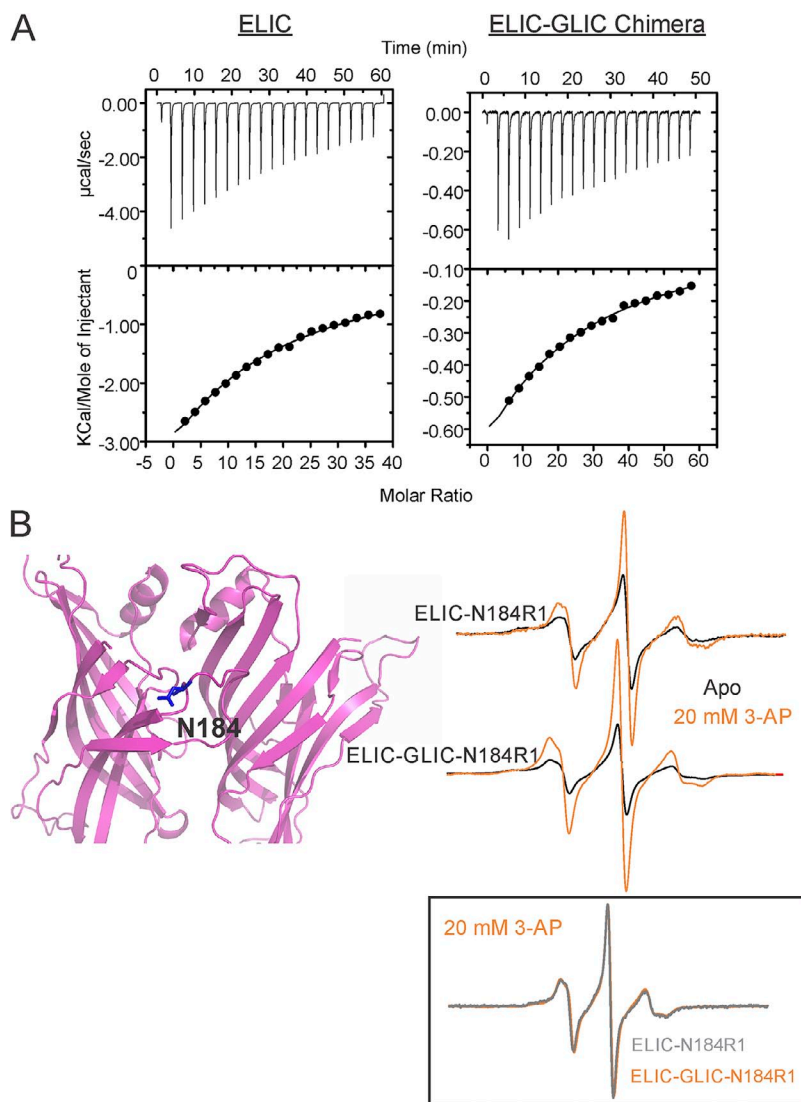 A
ELIC
ELIC-GLIC Chimera
Time (min)
0 10 20 30 40 50 60
0 10 20 30 40 50
µcal/sec
0.00
-2.00
-4.00
0.00
-0.20
-0.40
-0.60
KCal/Mole of Injectant
0
-1.00
-2.00
-3.00
-0.10
-0.20
-0.30
-0.40
-0.50
-0.60
-5 0 5 10 15 20 25 30 35 40
0 10 20 30 40 50 60
Molar Ratio
B
N184
ELIC-N184R1
Apo
20 mM 3-AP
ELIC-GLIC-N184R1
20 mM 3-AP
ELIC-N184R1
ELIC-GLIC-N184R1